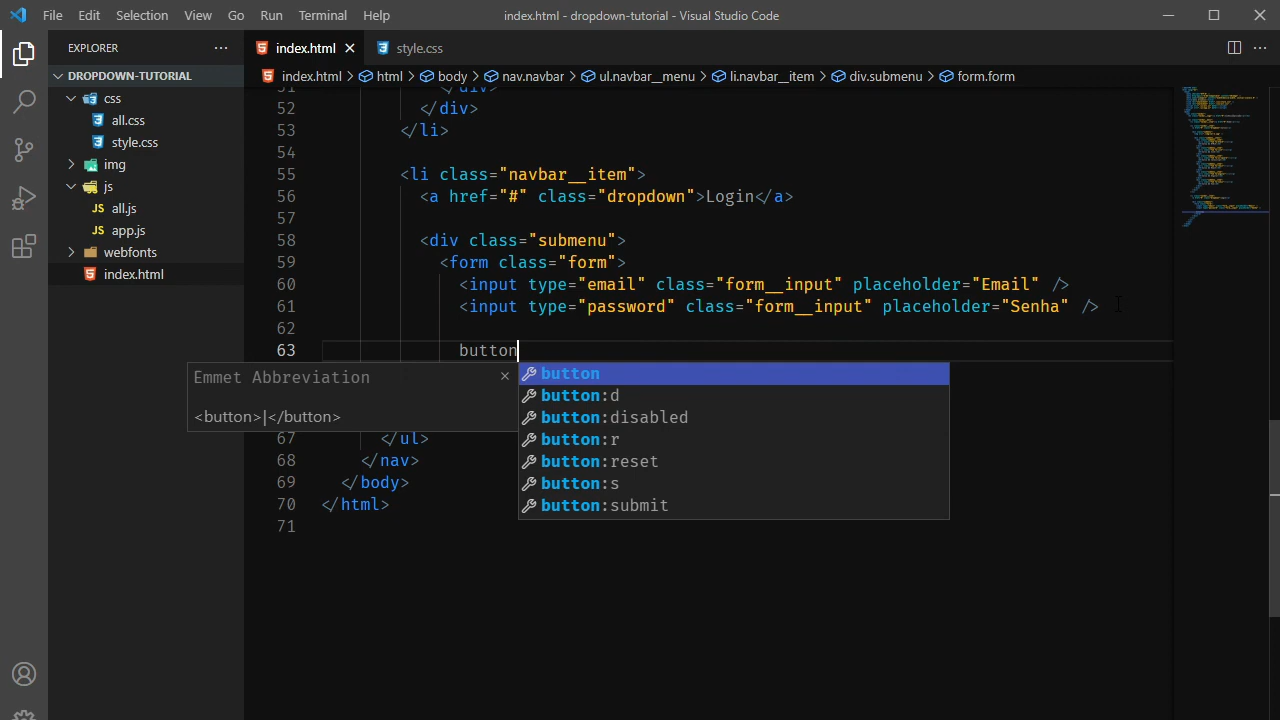 File Edit Selection View Go Run Terminal Help index.html - dropdown-tutorial - Visual Studio Code
EXPLORER
index.html
style.css
DROPDOWN-TUTORIAL
index.html > html > body > nav.navbar > ul.navbar__menu > li.navbar__item > div.submenu > form.form
css
all.css
style.css
img
js
JS all.js
JS app.js
webfonts
index.html
51 </div>
52 </div>
53 </li>
54
55 <li class="navbar__item">
56 <a href="#" class="dropdown">Login</a>
57
58 <div class="submenu">
59 <form class="form">
60 <input type="email" class="form__input" placeholder="Email" />
61 <input type="password" class="form__input" placeholder="Senha" />
62
63 button
Emmet Abbreviation
<button>|</button>
button
button:d
button:disabled
button:r
button:reset
button:s
button:submit
67 </ul>
68 </nav>
69 </body>
70 </html>
71